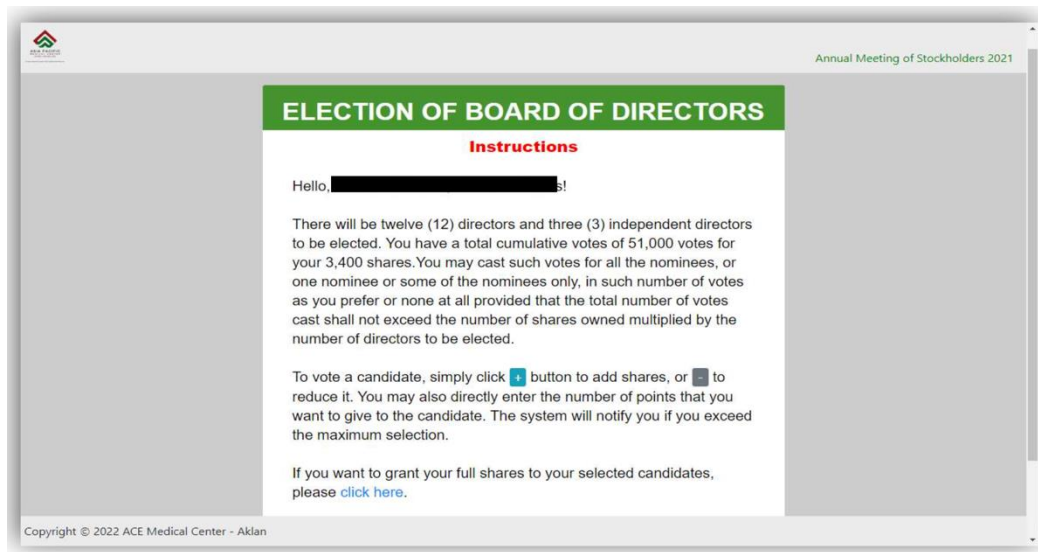 Annual Meeting of Stockholders 2021
ELECTION OF BOARD OF DIRECTORS
Instructions
Hello, s!
There will be twelve (12) directors and three (3) independent directors
to be elected. You have a total cumulative votes of 51,000 votes for
your 3,400 shares.You may cast such votes for all the nominees, or
one nominee or some of the nominees only, in such number of votes
as you prefer or none at all provided that the total number of votes
cast shall not exceed the number of shares owned multiplied by the
number of directors to be elected.
To vote a candidate, simply click + button to add shares, or - to
reduce it. You may also directly enter the number of points that you
want to give to the candidate. The system will notify you if you exceed
the maximum selection.
If you want to grant your full shares to your selected candidates,
please click here.
Copyright © 2022 ACE Medical Center - Aklan